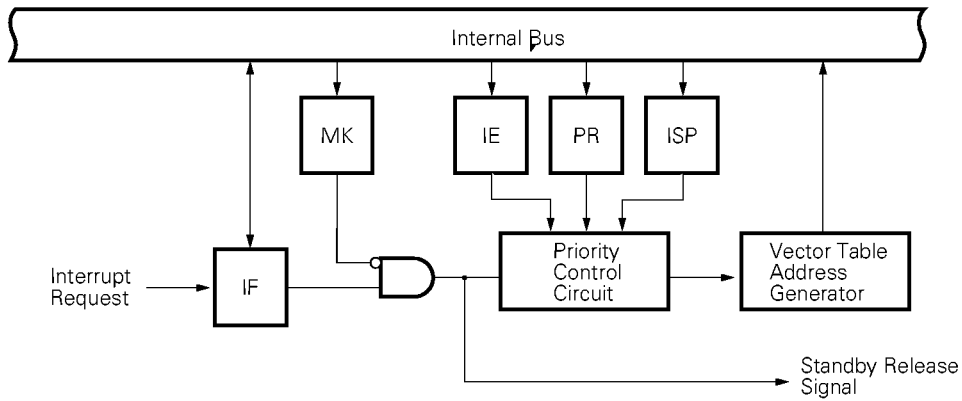 Internal Bus
MK
IE
PR
ISP
Interrupt
Request
IF
Priority
Control
Circuit
Vector Table
Address
Generator
Standby Release
Signal